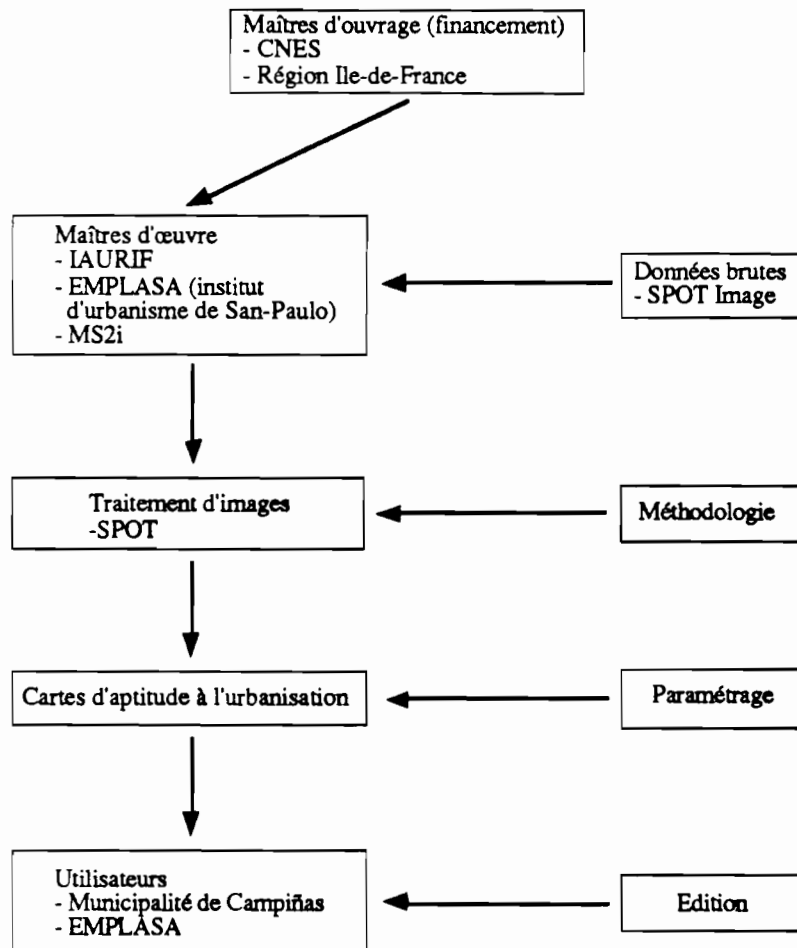 Maîtres d'ouvrage (financement)
- CNES
- Région Ile-de-France
Maîtres d'œuvre
- IAURIF
- EMPLASA (institut
d'urbanisme de San-Paulo)
- MS2i
Données brutes
- SPOT Image
Traitement d'images
-SPOT
Méthodologie
Cartes d'aptitude à l'urbanisation
Paramétrage
Utilisateurs
- Municipalité de Campiñas
- EMPLASA
Edition